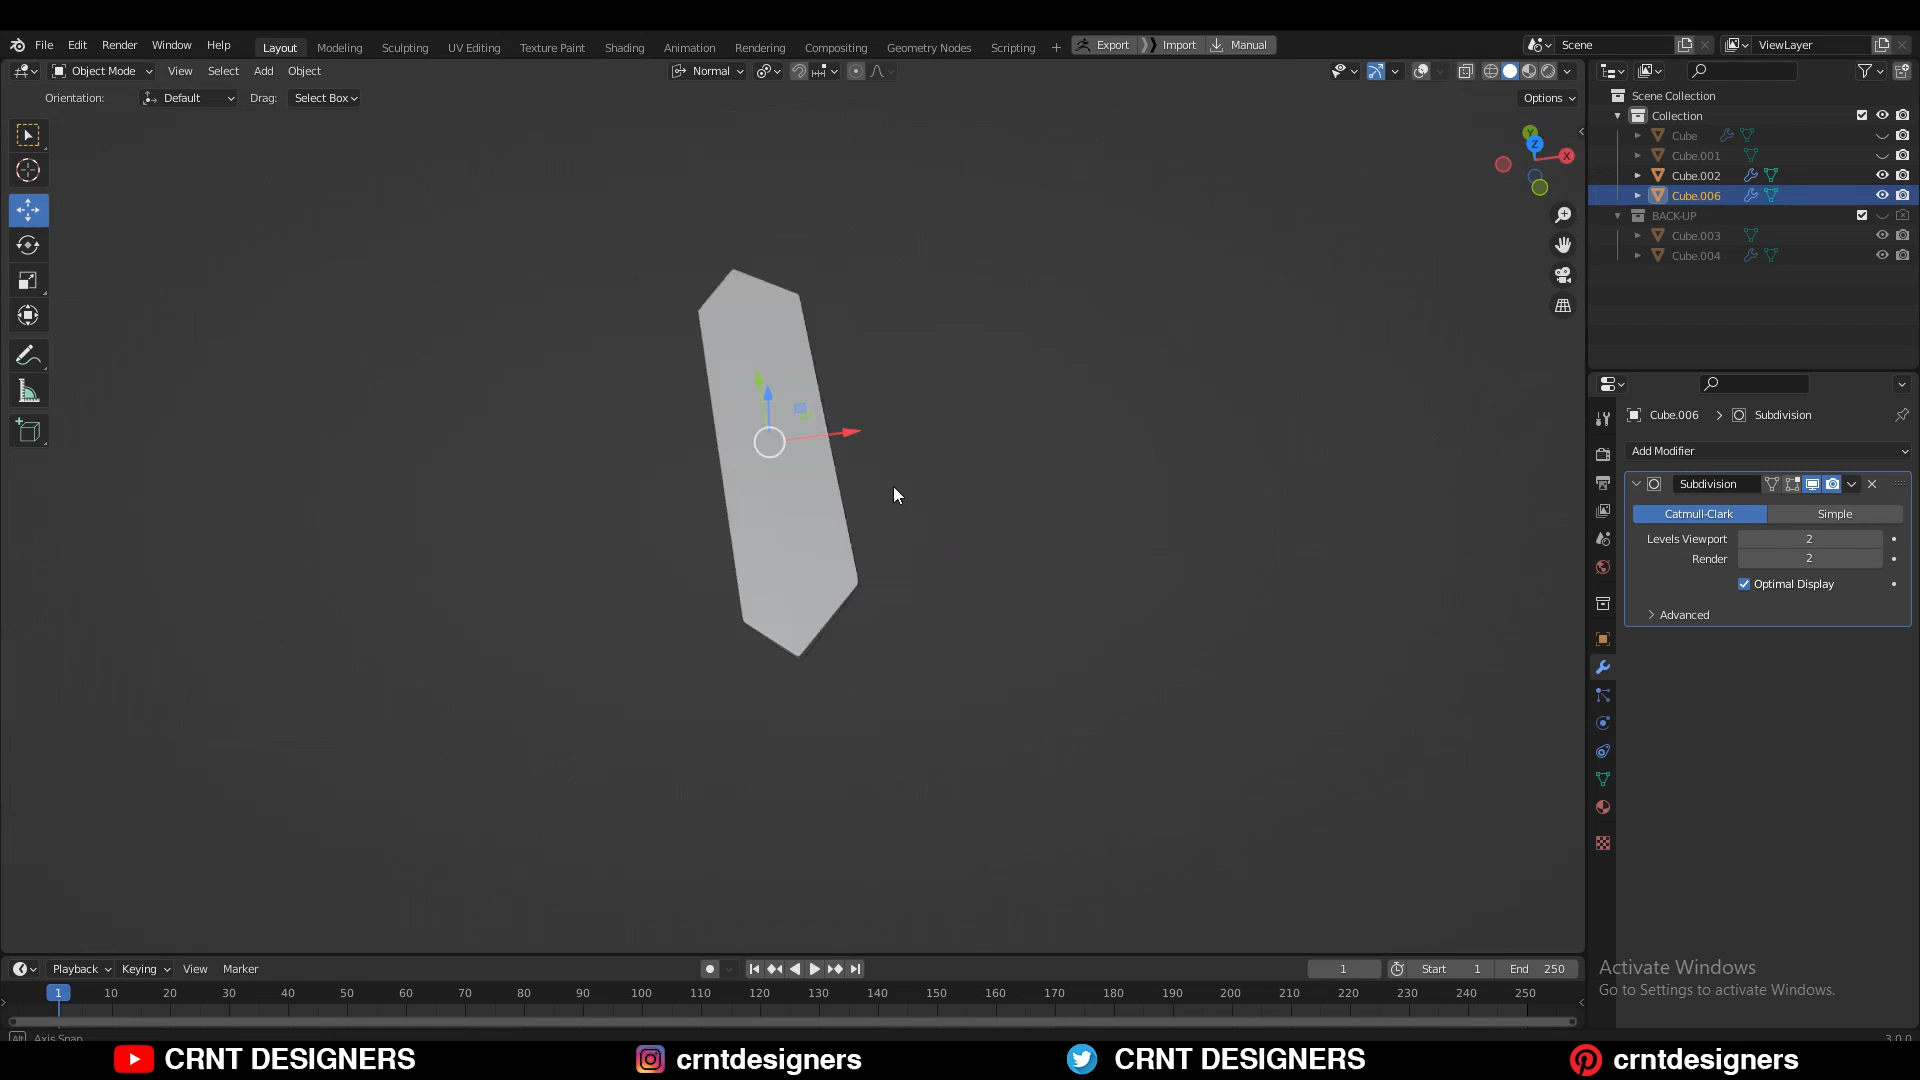 File Edit Render Window Help Layout Modeling Sculpting UV Editing Texture Paint Shading Animation Rendering Compositing Geometry Nodes Scripting + Export Import Manual Scene ViewLayer
Object Mode View Select Add Object Normal
Orientation: Default Drag: Select Box Options
Scene Collection
Collection
Cube
Cube.001
Cube.002
Cube.006
BACK-UP
Cube.003
Cube.004
Y
Z
X
Cube.006 > Subdivision
Add Modifier
Subdivision
Catmull-Clark Simple
Levels Viewport 2
Render 2
Optimal Display
Advanced
Playback Keying View Marker 1 Start 1 End 250
1 10 20 30 40 50 60 70 80 90 100 110 120 130 140 150 160 170 180 190 200 210 220 230 240 250
Activate Windows
Go to Settings to activate Windows.
Alt Axis Snap 3.0.0
CRNT DESIGNERS crntdesigners CRNT DESIGNERS crntdesigners